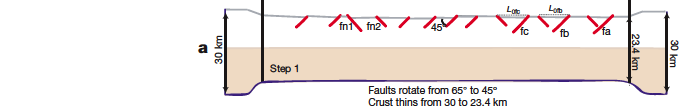 L0fc L0fb
fn1 fn2 45° fc fb fa
a
30 km
23.4 km
30 km
Step 1
Faults rotate from 65° to 45°
Crust thins from 30 to 23.4 km